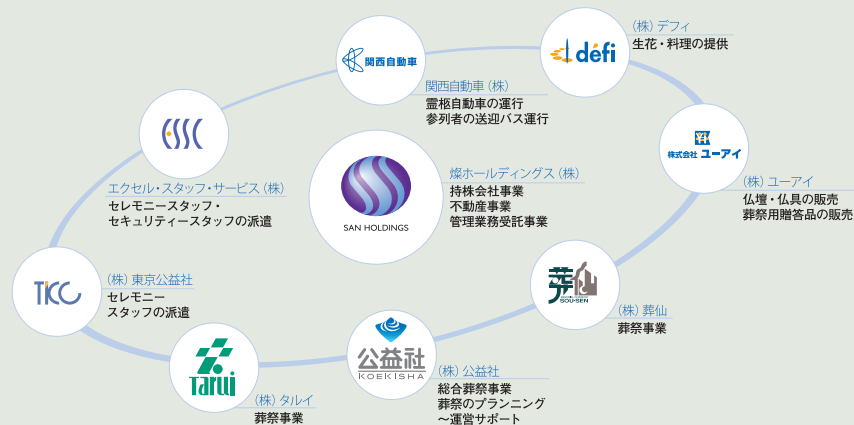 (株)デフィ
生花・料理の提供
défi
関西自動車
関西自動車(株)
霊柩自動車の運行
参列者の送迎バス運行
ESSC
エクセル・スタッフ・サービス(株)
セレモニースタッフ・
セキュリティースタッフの派遣
SAN HOLDINGS
燦ホールディングス(株)
持株会社事業
不動産事業
管理業務受託事業
株式会社 ユーアイ
(株)ユーアイ
仏壇・仏具の販売
葬祭用贈答品の販売
TKCC
(株)東京公益社
セレモニー
スタッフの派遣
葬仙
SOU-SEN
(株)葬仙
葬祭事業
Tarui
(株)タルイ
葬祭事業
公益社
KOEKISHA
(株)公益社
総合葬祭事業
葬祭のプランニング
〜運営サポート